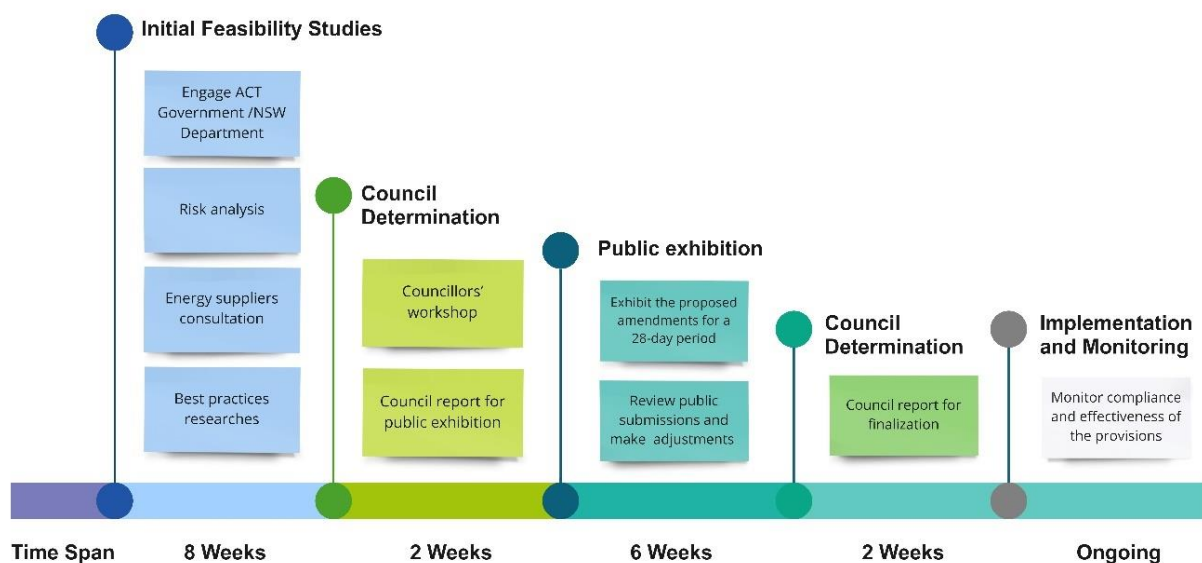 Initial Feasibility Studies
Engage ACT
Government /NSW
Department
Risk analysis
Energy suppliers
consultation
Best practices
researches
Council
Determination
Councillors’
workshop
Council report for
public exhibition
Public exhibition
Exhibit the proposed
amendments for a
28-day period
Review public
submissions and
make adjustments
Council
Determination
Council report for
finalization
Implementation
and Monitoring
Monitor compliance
and effectiveness of
the provisions
Time Span
8 Weeks
2 Weeks
6 Weeks
2 Weeks
Ongoing